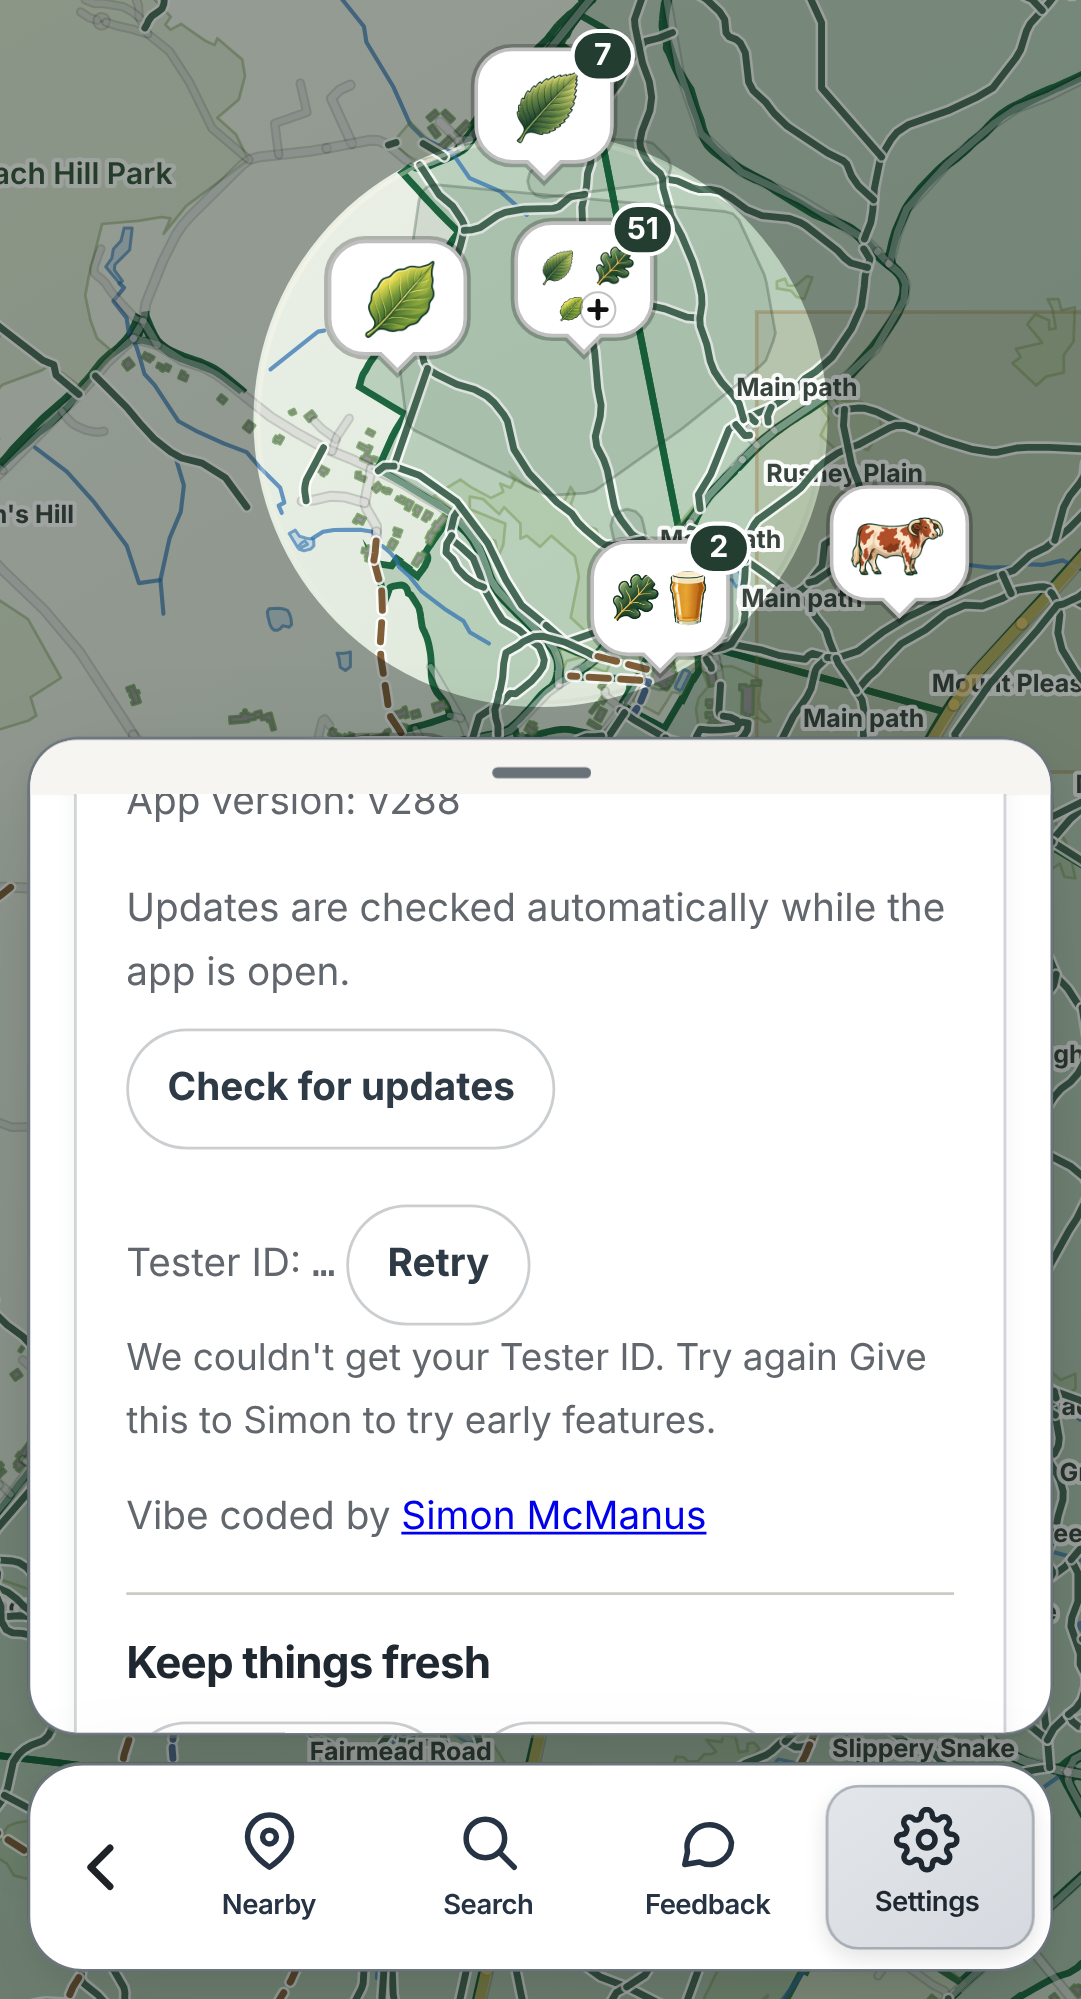 7
ach Hill Park
51
Main path
Rushey Plain
n's Hill
2
Main path
Main path
Mount Pleas
Main path
App version: v288
Updates are checked automatically while the
app is open.
Check for updates
Tester ID: … Retry
We couldn't get your Tester ID. Try again Give
this to Simon to try early features.
Vibe coded by Simon McManus
Keep things fresh
Fairmead Road
Slippery Snake
Nearby
Search
Feedback
Settings